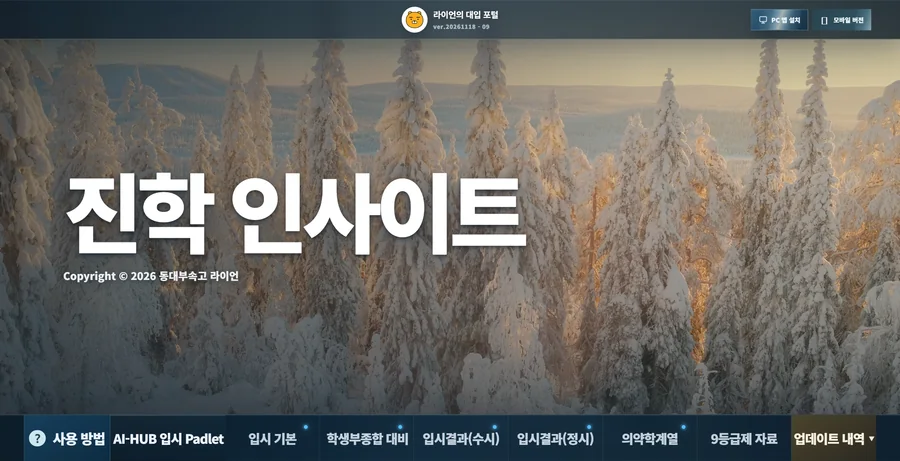 라이언의 대입 포털
ver.20261118 - 09
PC 앱 설치
모바일 버전
진학 인사이트
Copyright © 2026 동대부속고 라이언
? 사용 방법
AI-HUB 입시 Padlet
입시 기본
학생부종합 대비
입시결과(수시)
입시결과(정시)
의약학계열
9등급제 자료
업데이트 내역 ▼